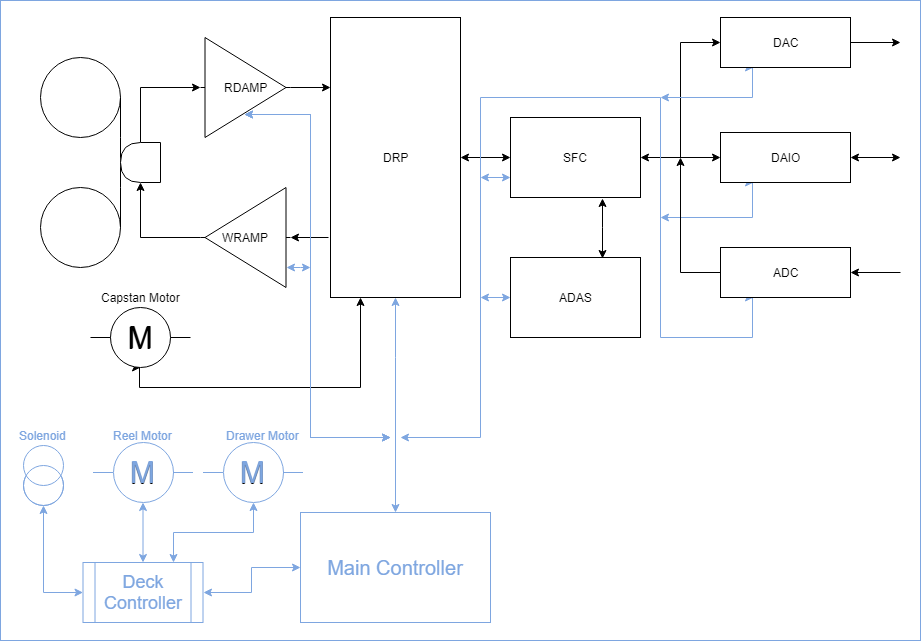 DAC
RDAMP
DRP
SFC
DAIO
WRAMP
ADC
Capstan Motor
ADAS
M
Solenoid
Reel Motor
Drawer Motor
M
M
Main Controller
Deck
Controller